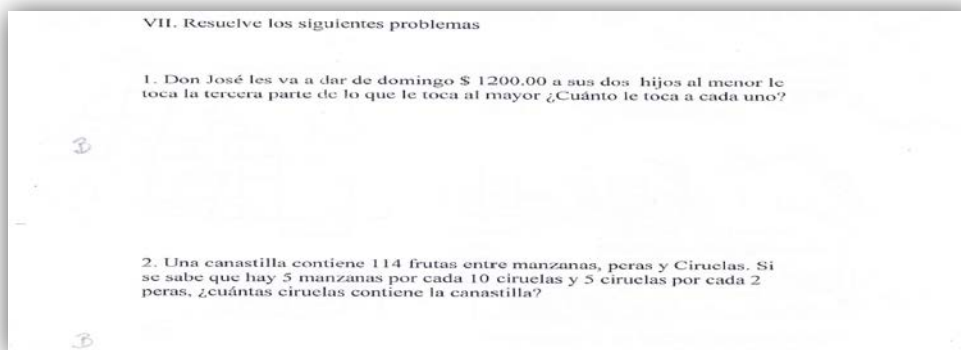 VII. Resuelve los siguientes problemas
1. Don José les va a dar de domingo $ 1200.00 a sus dos hijos al menor le
toca la tercera parte de lo que le toca al mayor ¿Cuánto le toca a cada uno?
B
2. Una canastilla contiene 114 frutas entre manzanas, peras y Ciruelas. Si
se sabe que hay 5 manzanas por cada 10 ciruelas y 5 ciruelas por cada 2
peras, ¿cuántas ciruelas contiene la canastilla?
B